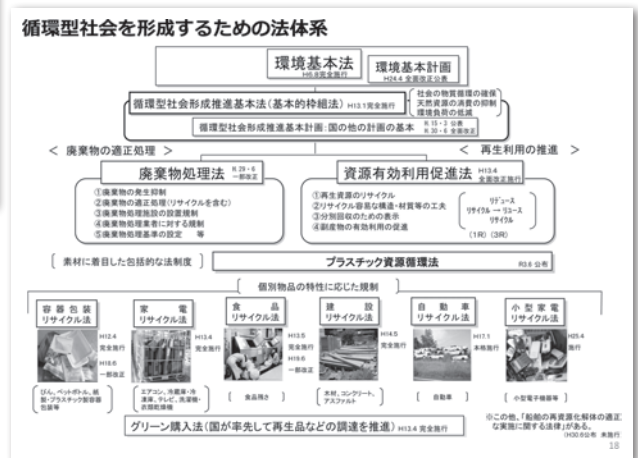 循環型社会を形成するための法体系
環境基本法
H6.8完全施行
環境基本計画
H24.4 全面改正公表
循環型社会形成推進基本法(基本的枠組法) H13.1完全施行
社会の物質循環の確保
天然資源の消費の抑制
環境負荷の低減
循環型社会形成推進基本計画:国の他の計画の基本
H.15・3 公表
H.30・6 全面改正
< 廃棄物の適正処理 >
< 再生利用の推進 >
廃棄物処理法
H.29・6
一部改正
①廃棄物の発生抑制
②廃棄物の適正処理(リサイクルを含む)
③廃棄物処理施設の設置規制
④廃棄物処理業者に対する規制
⑤廃棄物処理基準の設定 等
資源有効利用促進法
H13.4
全面改正施行
①再生資源のリサイクル
②リサイクル容易な構造・材質等の工夫
③分別回収のための表示
④副産物の有効利用の促進
リデュース
リサイクル→リユース
リサイクル
(1R) (3R)
[ 素材に着目した包括的な法制度 ]
プラスチック資源循環法
R3.6 公布
個別物品の特性に応じた規制
容器包装
リサイクル法
H12.4
完全施行
H18.6
一部改正
びん、ペットボトル、紙
製・プラスチック製容器
包装等
家電
リサイクル法
H13.4
完全施行
エアコン、冷蔵庫・冷
凍庫、テレビ、洗濯機・
衣類乾燥機
食品
リサイクル法
H13.5
完全施行
H19.6
一部改正
食品残さ
建設
リサイクル法
H14.5
完全施行
木材、コンクリート、
アスファルト
自動車
リサイクル法
H17.1
本格施行
自動車
小型家電
リサイクル法
H25.4
施行
小型電子機器等
グリーン購入法(国が率先して再生品などの調達を推進) H13.4 完全施行
※この他、「船舶の再資源化解体の適正
な実施に関する法律」がある。
(H30.6公布 未施行)
18